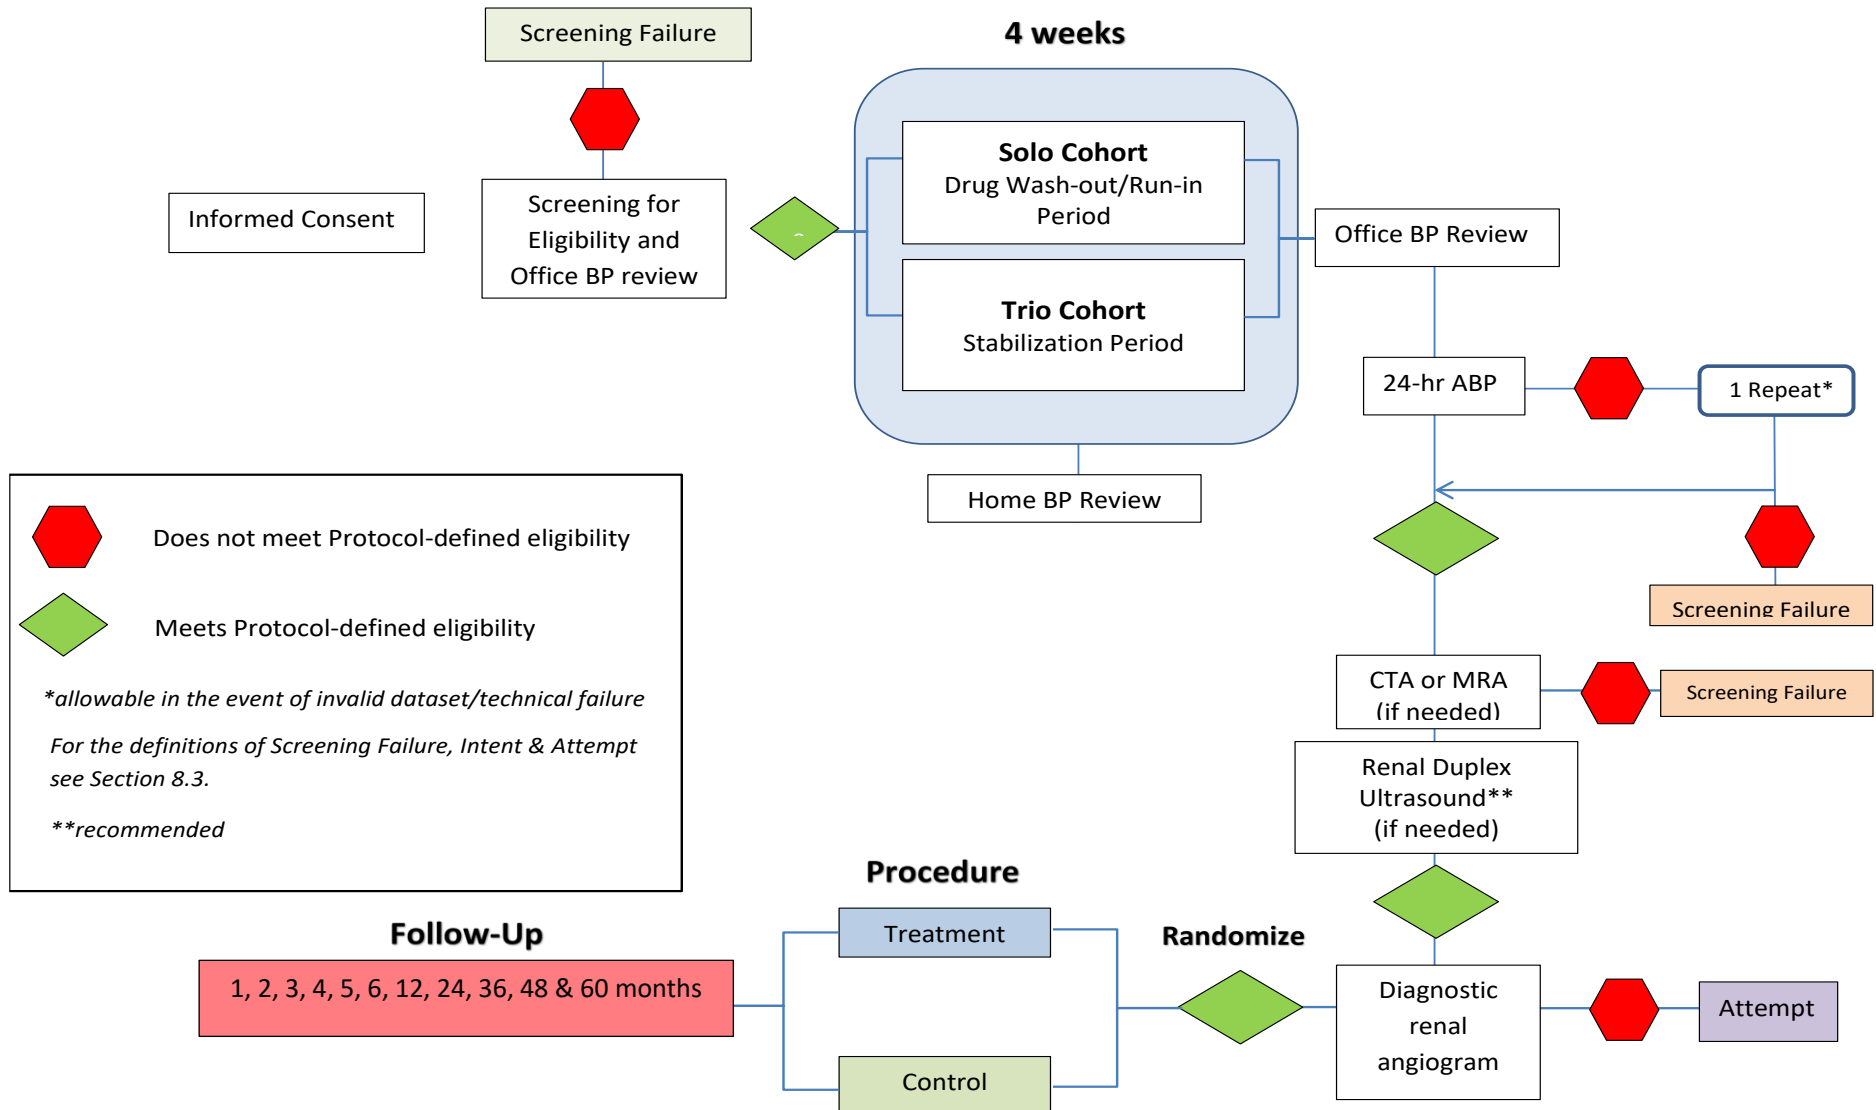 Screening Failure
4 weeks
Informed Consent
Screening for
Eligibility and
Office BP review
Solo Cohort
Drug Wash-out/Run-in
Period
Trio Cohort
Stabilization Period
Home BP Review
Office BP Review
24-hr ABP
1 Repeat*
Screening Failure
CTA or MRA
(if needed)
Screening Failure
Renal Duplex
Ultrasound**
(if needed)
Does not meet Protocol-defined eligibility
Meets Protocol-defined eligibility
*allowable in the event of invalid dataset/technical failure
For the definitions of Screening Failure, Intent & Attempt
see Section 8.3.
**recommended
Diagnostic
renal
angiogram
Attempt
Randomize
Procedure
Treatment
Control
Follow-Up
1, 2, 3, 4, 5, 6, 12, 24, 36, 48 & 60 months